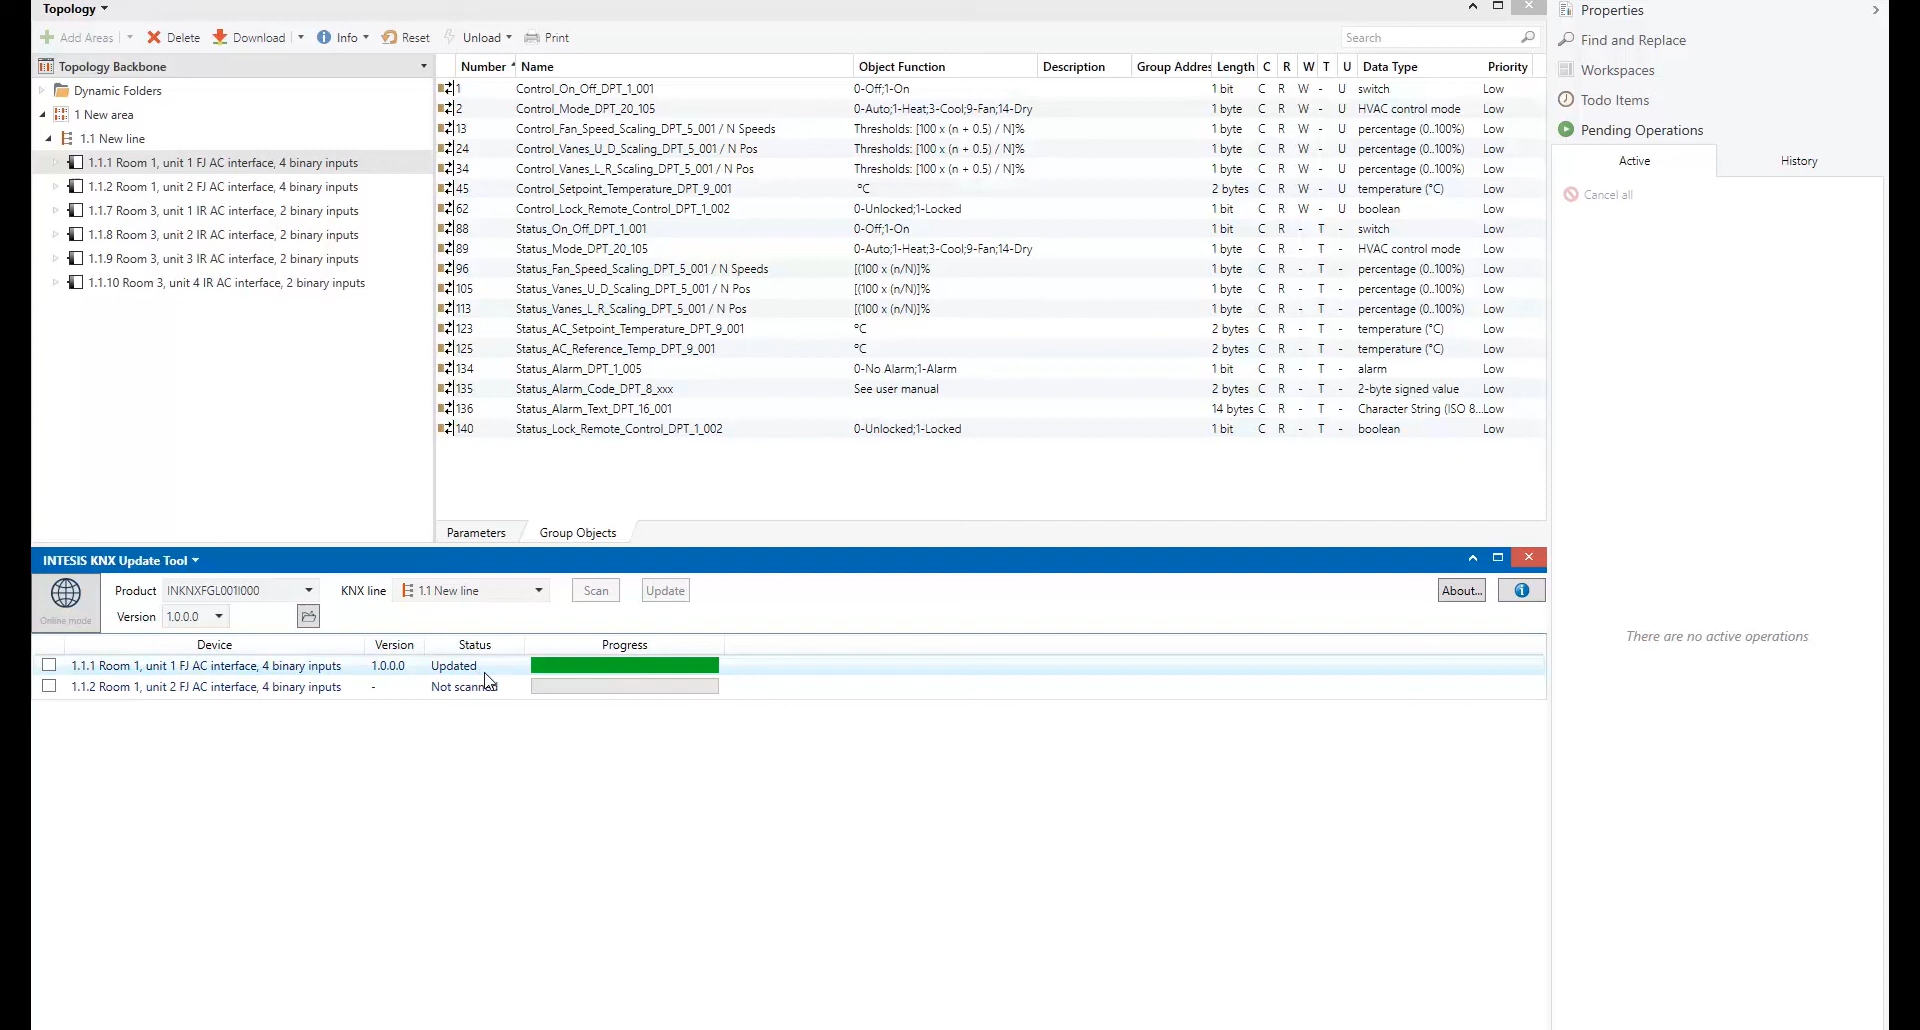 Topology
Add Areas Delete Download Info Reset Unload Print Search
Topology Backbone
Dynamic Folders
1 New area
1.1 New line
1.1.1 Room 1, unit 1 FJ AC interface, 4 binary inputs
1.1.2 Room 1, unit 2 FJ AC interface, 4 binary inputs
1.1.7 Room 3, unit 1 IR AC interface, 2 binary inputs
1.1.8 Room 3, unit 2 IR AC interface, 2 binary inputs
1.1.9 Room 3, unit 3 IR AC interface, 2 binary inputs
1.1.10 Room 3, unit 4 IR AC interface, 2 binary inputs
Number Name Object Function Description Group Addres Length C R W T U Data Type Priority
1 Control_On_Off_DPT_1_001 0-Off;1-On 1 bit C R W - U switch Low
2 Control_Mode_DPT_20_105 0-Auto;1-Heat;3-Cool;9-Fan;14-Dry 1 byte C R W - U HVAC control mode Low
13 Control_Fan_Speed_Scaling_DPT_5_001 / N Speeds Thresholds: [100 x (n + 0.5) / N]% 1 byte C R W - U percentage (0..100%) Low
24 Control_Vanes_U_D_Scaling_DPT_5_001 / N Pos Thresholds: [100 x (n + 0.5) / N]% 1 byte C R W - U percentage (0..100%) Low
34 Control_Vanes_L_R_Scaling_DPT_5_001 / N Pos Thresholds: [100 x (n + 0.5) / N]% 1 byte C R W - U percentage (0..100%) Low
45 Control_Setpoint_Temperature_DPT_9_001 °C 2 bytes C R W - U temperature (°C) Low
62 Control_Lock_Remote_Control_DPT_1_002 0-Unlocked;1-Locked 1 bit C R W - U boolean Low
88 Status_On_Off_DPT_1_001 0-Off;1-On 1 bit C R - T - switch Low
89 Status_Mode_DPT_20_105 0-Auto;1-Heat;3-Cool;9-Fan;14-Dry 1 byte C R - T - HVAC control mode Low
96 Status_Fan_Speed_Scaling_DPT_5_001 / N Speeds [(100 x (n/N)]% 1 byte C R - T - percentage (0..100%) Low
105 Status_Vanes_U_D_Scaling_DPT_5_001 / N Pos [(100 x (n/N)]% 1 byte C R - T - percentage (0..100%) Low
113 Status_Vanes_L_R_Scaling_DPT_5_001 / N Pos [(100 x (n/N)]% 1 byte C R - T - percentage (0..100%) Low
123 Status_AC_Setpoint_Temperature_DPT_9_001 °C 2 bytes C R - T - temperature (°C) Low
125 Status_AC_Reference_Temp_DPT_9_001 °C 2 bytes C R - T - temperature (°C) Low
134 Status_Alarm_DPT_1_005 0-No Alarm;1-Alarm 1 bit C R - T - alarm Low
135 Status_Alarm_Code_DPT_8_xxx See user manual 2 bytes C R - T - 2-byte signed value Low
136 Status_Alarm_Text_DPT_16_001 14 bytes C R - T - Character String (ISO 8... Low
140 Status_Lock_Remote_Control_DPT_1_002 0-Unlocked;1-Locked 1 bit C R - T - boolean Low
Parameters Group Objects
INTESIS KNX Update Tool
Online mode
Product INKNXFGL001I000 KNX line 1.1 New line Scan Update About...
Version 1.0.0.0
Device Version Status Progress
1.1.1 Room 1, unit 1 FJ AC interface, 4 binary inputs 1.0.0.0 Updated
1.1.2 Room 1, unit 2 FJ AC interface, 4 binary inputs - Not scanned
Properties
Find and Replace
Workspaces
Todo Items
Pending Operations
Active History
Cancel all
There are no active operations